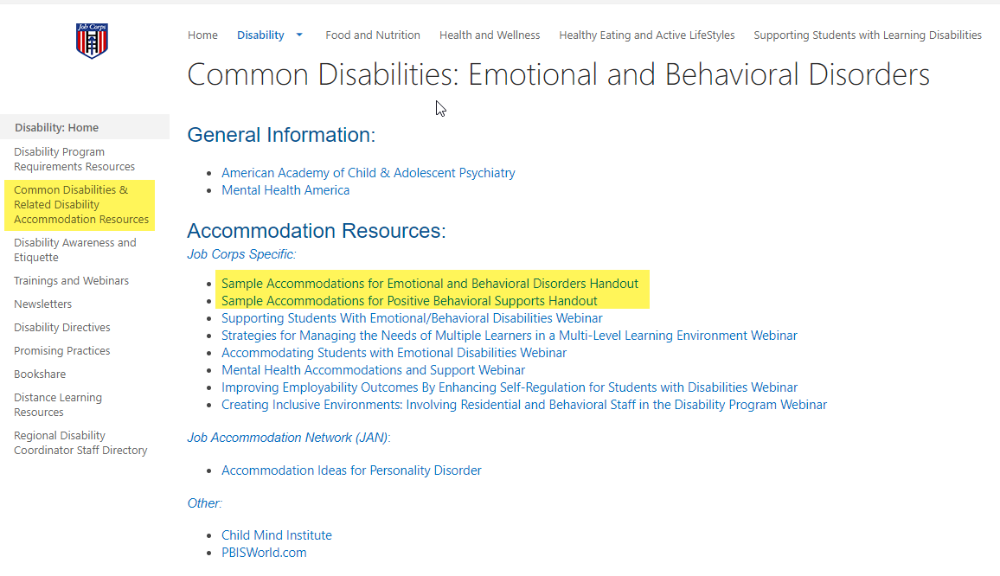 Job Corps
Home
Disability
Food and Nutrition
Health and Wellness
Healthy Eating and Active LifeStyles
Supporting Students with Learning Disabilities
Common Disabilities: Emotional and Behavioral Disorders
Disability: Home
Disability Program
Requirements Resources
Common Disabilities &
Related Disability
Accommodation Resources
Disability Awareness and
Etiquette
Trainings and Webinars
Newsletters
Disability Directives
Promising Practices
Bookshare
Distance Learning
Resources
Regional Disability
Coordinator Staff Directory
General Information:
American Academy of Child & Adolescent Psychiatry
Mental Health America
Accommodation Resources:
Job Corps Specific:
Sample Accommodations for Emotional and Behavioral Disorders Handout
Sample Accommodations for Positive Behavioral Supports Handout
Supporting Students With Emotional/Behavioral Disabilities Webinar
Strategies for Managing the Needs of Multiple Learners in a Multi-Level Learning Environment Webinar
Accommodating Students with Emotional Disabilities Webinar
Mental Health Accommodations and Support Webinar
Improving Employability Outcomes By Enhancing Self-Regulation for Students with Disabilities Webinar
Creating Inclusive Environments: Involving Residential and Behavioral Staff in the Disability Program Webinar
Job Accommodation Network (JAN):
Accommodation Ideas for Personality Disorder
Other:
Child Mind Institute
PBISWorld.com